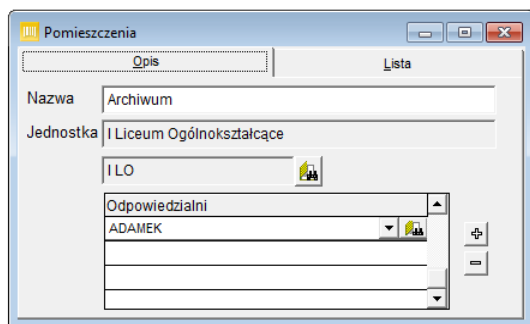 Pomieszczenia
Opis Lista
Nazwa Archiwum
Jednostka I Liceum Ogólnokształcące
I LO
Odpowiedzialni
ADAMEK